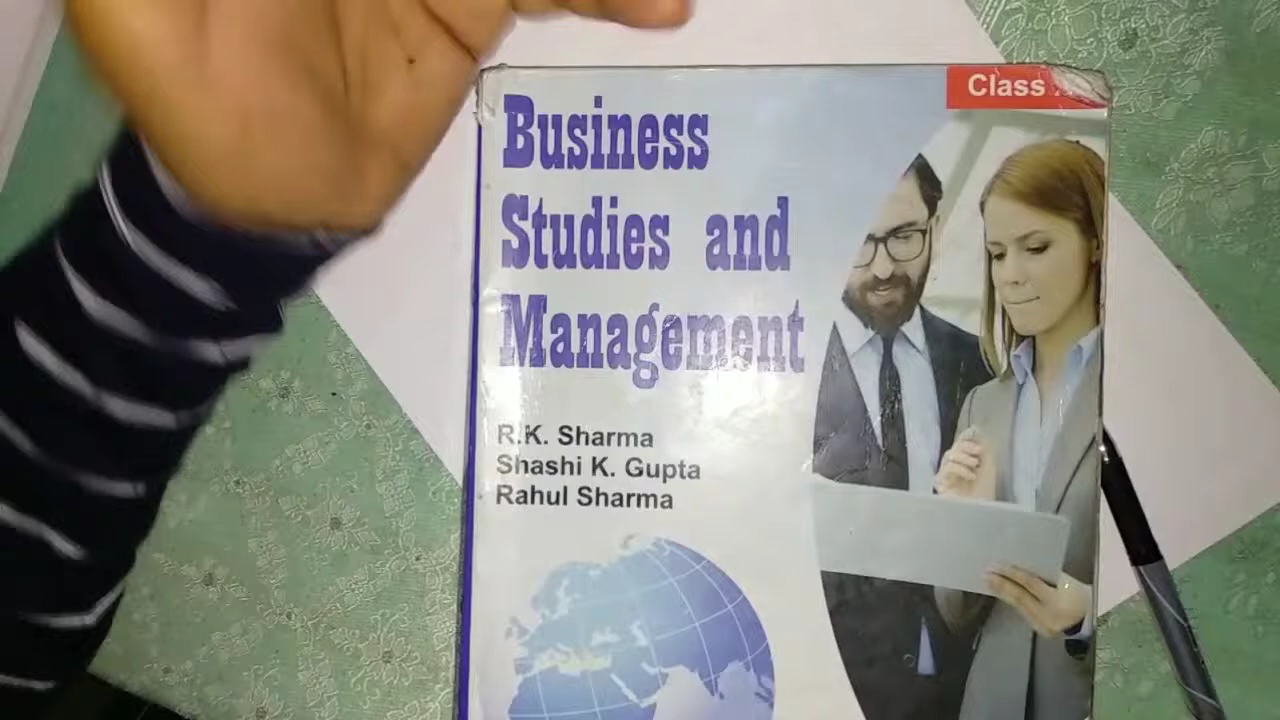 Class
Business
Studies and
Management
R.K. Sharma
Shashi K. Gupta
Rahul Sharma